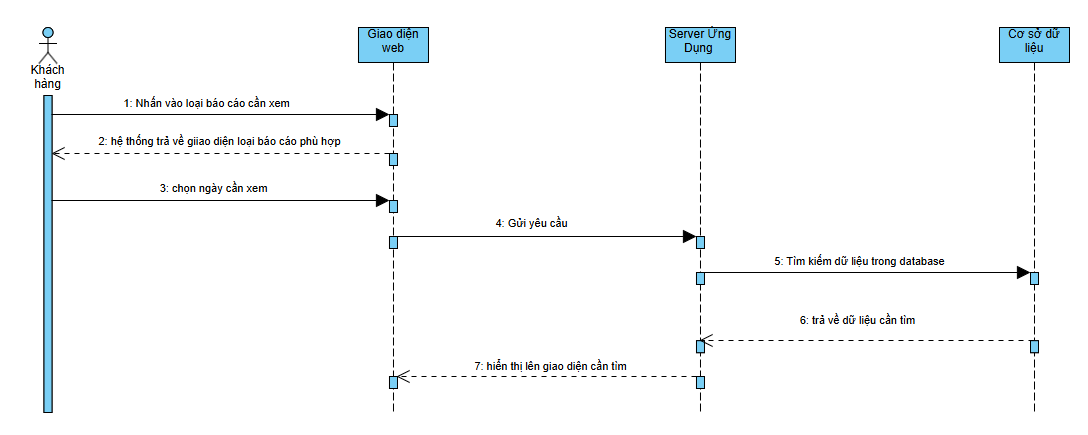 Khách
hàng
Giao diện
web
Server Ứng
Dụng
Cơ sở dữ
liệu
1: Nhấn vào loại báo cáo cần xem
2: hệ thống trả về giiao diện loại báo cáo phù hợp
3: chọn ngày cần xem
4: Gửi yêu cầu
5: Tìm kiếm dữ liệu trong database
6: trả về dữ liệu cần tìm
7: hiển thị lên giao diện cần tìm